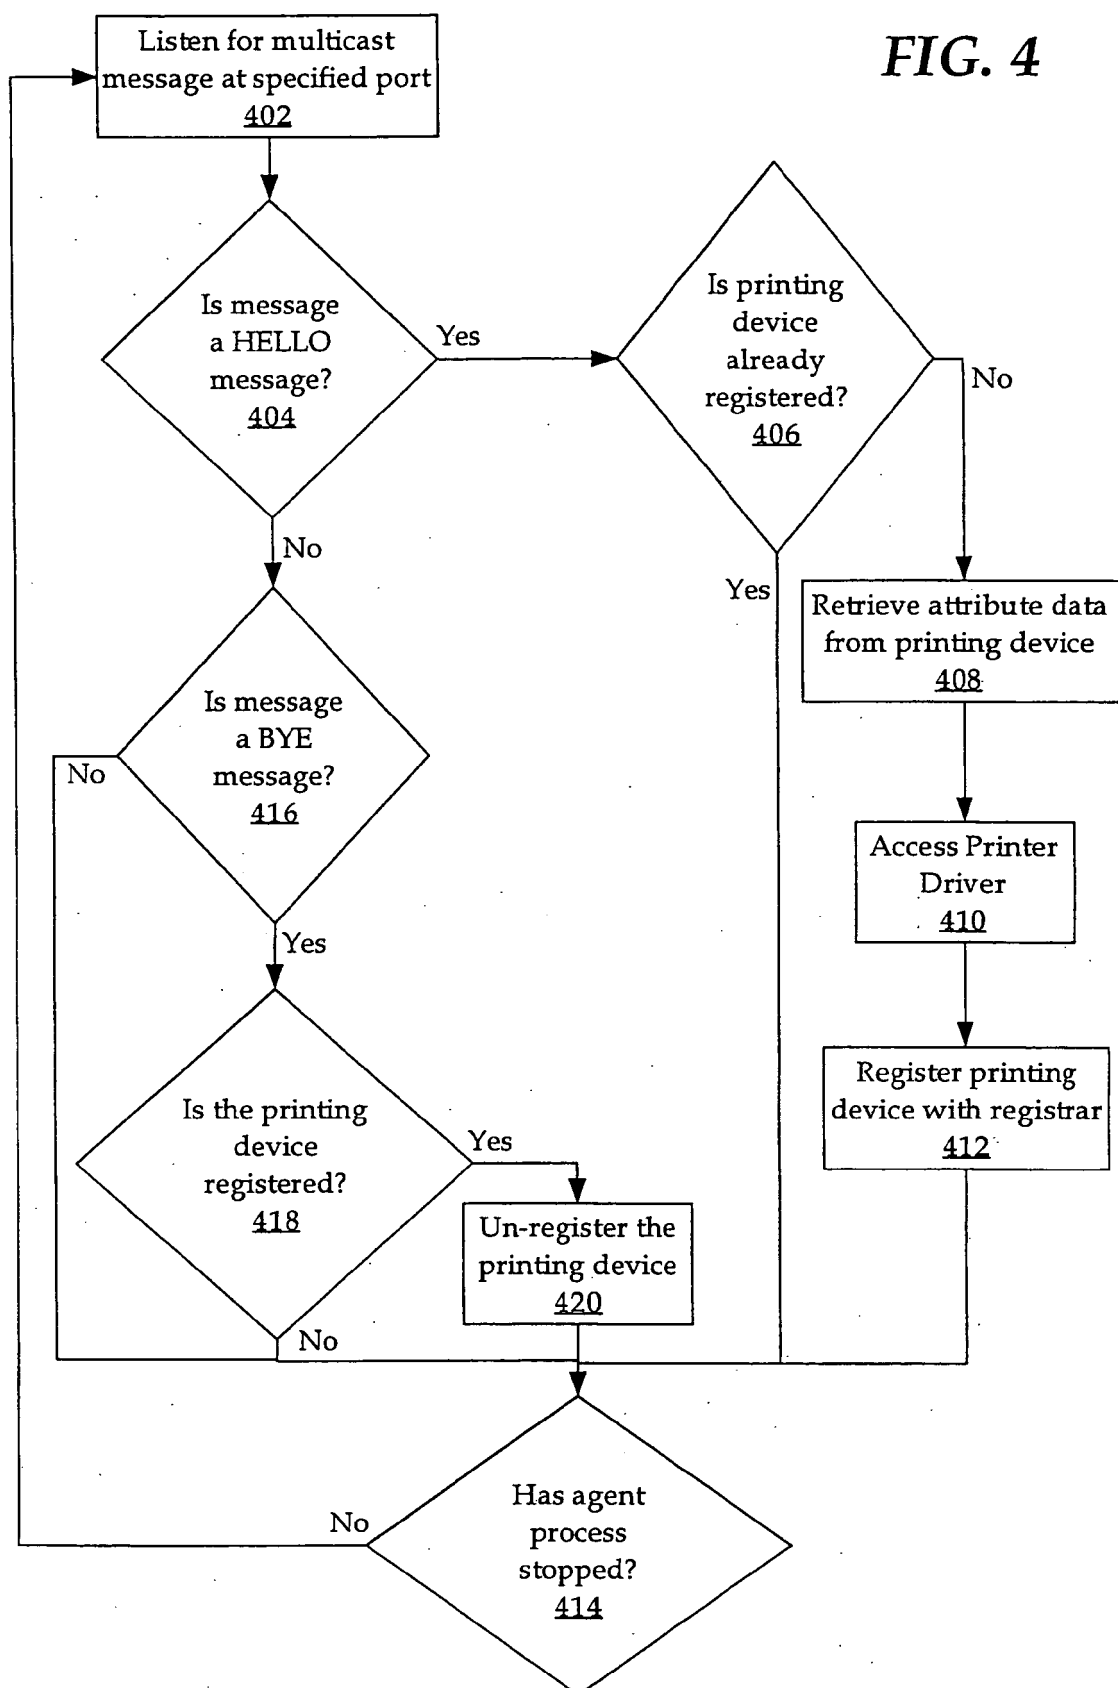 FIG. 4
Listen for multicast
message at specified port
402
Is message
a HELLO
message?
404
Yes
No
Is printing
device
already
registered?
406
No
Yes
Retrieve attribute data
from printing device
408
Access Printer
Driver
410
Register printing
device with registrar
412
Is message
a BYE
message?
416
No
Yes
Is the printing
device
registered?
418
Yes
No
Un-register the
printing device
420
Has agent
process
stopped?
414
No